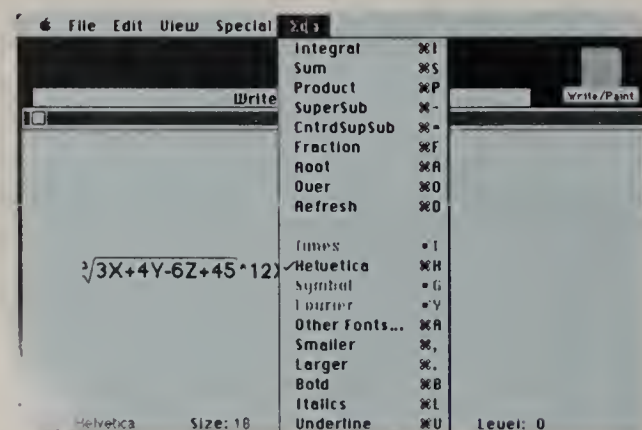 File Edit View Special
Integral ⌘I
Sum ⌘S
Product ⌘P
SuperSub ⌘-
CntrdSupSub ⌘=
Fraction ⌘F
Root ⌘R
Over ⌘O
Refresh ⌘D
Times
✓Helvetica ⌘H
Symbol
Courier
Other Fonts... ⌘A
Smaller ⌘,
Larger ⌘.
Bold ⌘B
Italics ⌘L
Underline ⌘U
Write
Write/Paint
∛3X+4Y-6Z+45^12)
Helvetica Size: 18 Level: 0